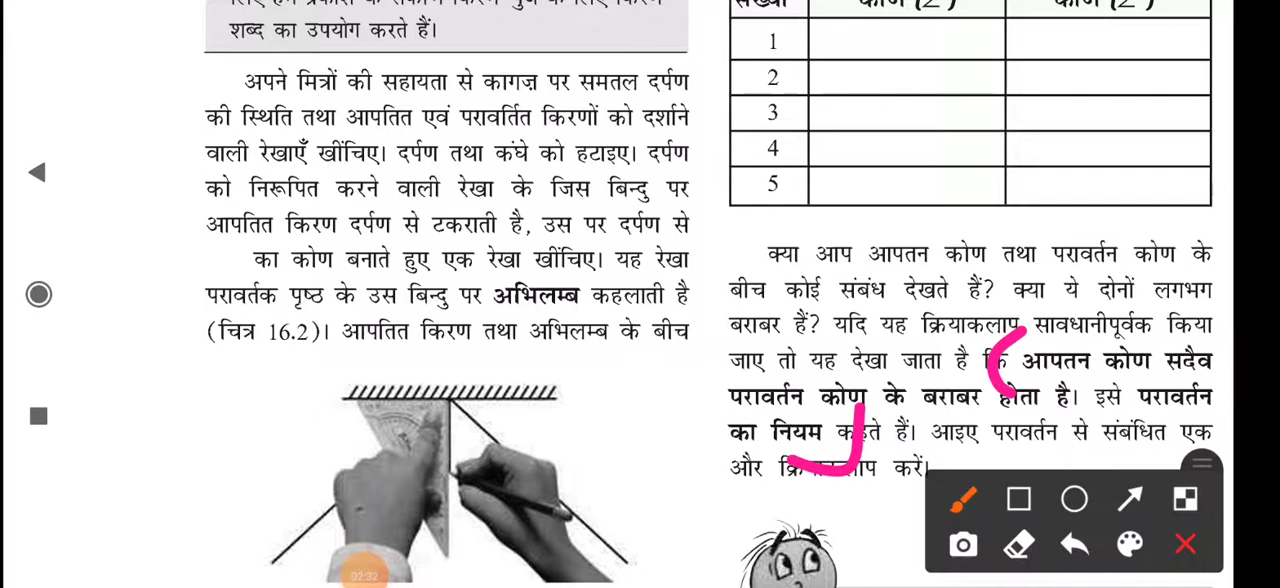 शब्द का उपयोग करते हैं।
अपने मित्रों की सहायता से कागज़ पर समतल दर्पण
की स्थिति तथा आपतित एवं परावर्तित किरणों को दर्शाने
वाली रेखाएँ खींचिए। दर्पण तथा कंघे को हटाइए। दर्पण
को निरूपित करने वाली रेखा के जिस बिन्दु पर
आपतित किरण दर्पण से टकराती है, उस पर दर्पण से
का कोण बनाते हुए एक रेखा खींचिए। यह रेखा
परावर्तक पृष्ठ के उस बिन्दु पर अभिलम्ब कहलाती है
(चित्र 16.2)। आपतित किरण तथा अभिलम्ब के बीच
02:32
1
2
3
4
5
क्या आप आपतन कोण तथा परावर्तन कोण के
बीच कोई संबंध देखते हैं? क्या ये दोनों लगभग
बराबर हैं? यदि यह क्रियाकलाप सावधानीपूर्वक किया
जाए तो यह देखा जाता है कि आपतन कोण सदैव
परावर्तन कोण के बराबर होता है। इसे परावर्तन
का नियम कहते हैं। आइए परावर्तन से संबंधित एक
और क्रियाकलाप करें।